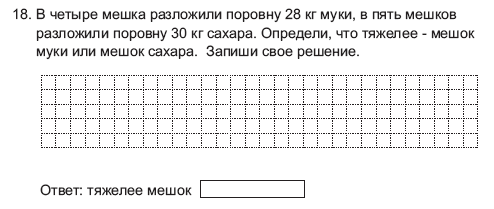 18. В четыре мешка разложили поровну 28 кг муки, в пять мешков
разложили поровну 30 кг сахара. Определи, что тяжелее - мешок
муки или мешок сахара. Запиши свое решение.
Ответ: тяжелее мешок